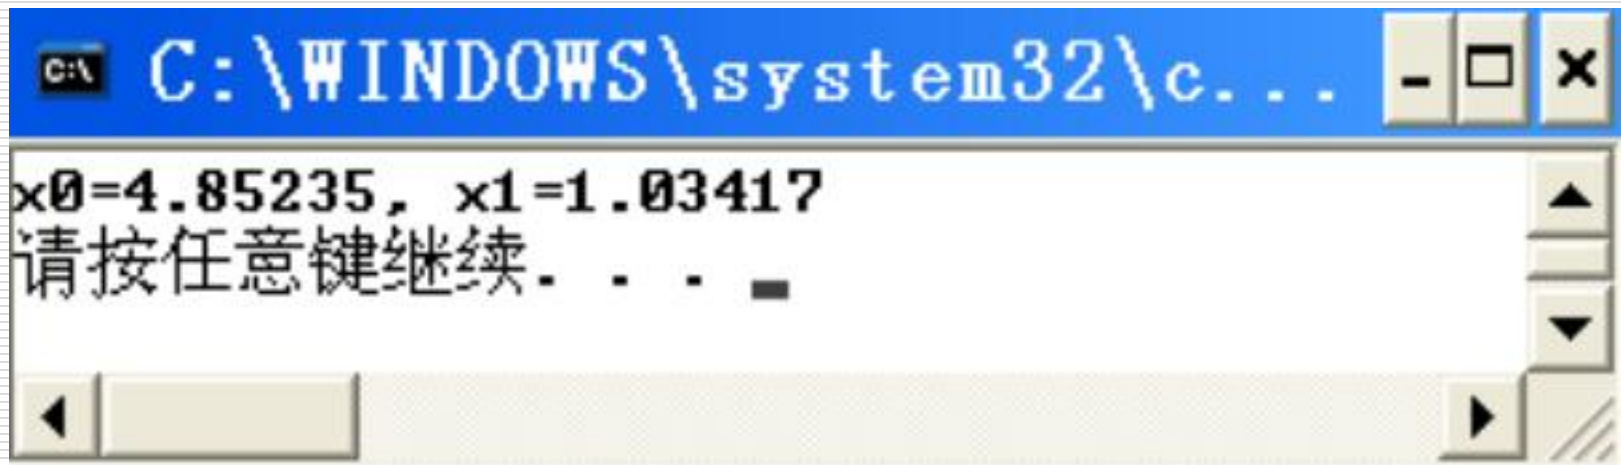 C:\WINDOWS\system32\c...
x0=4.85235, x1=1.03417
请按任意键继续. . .